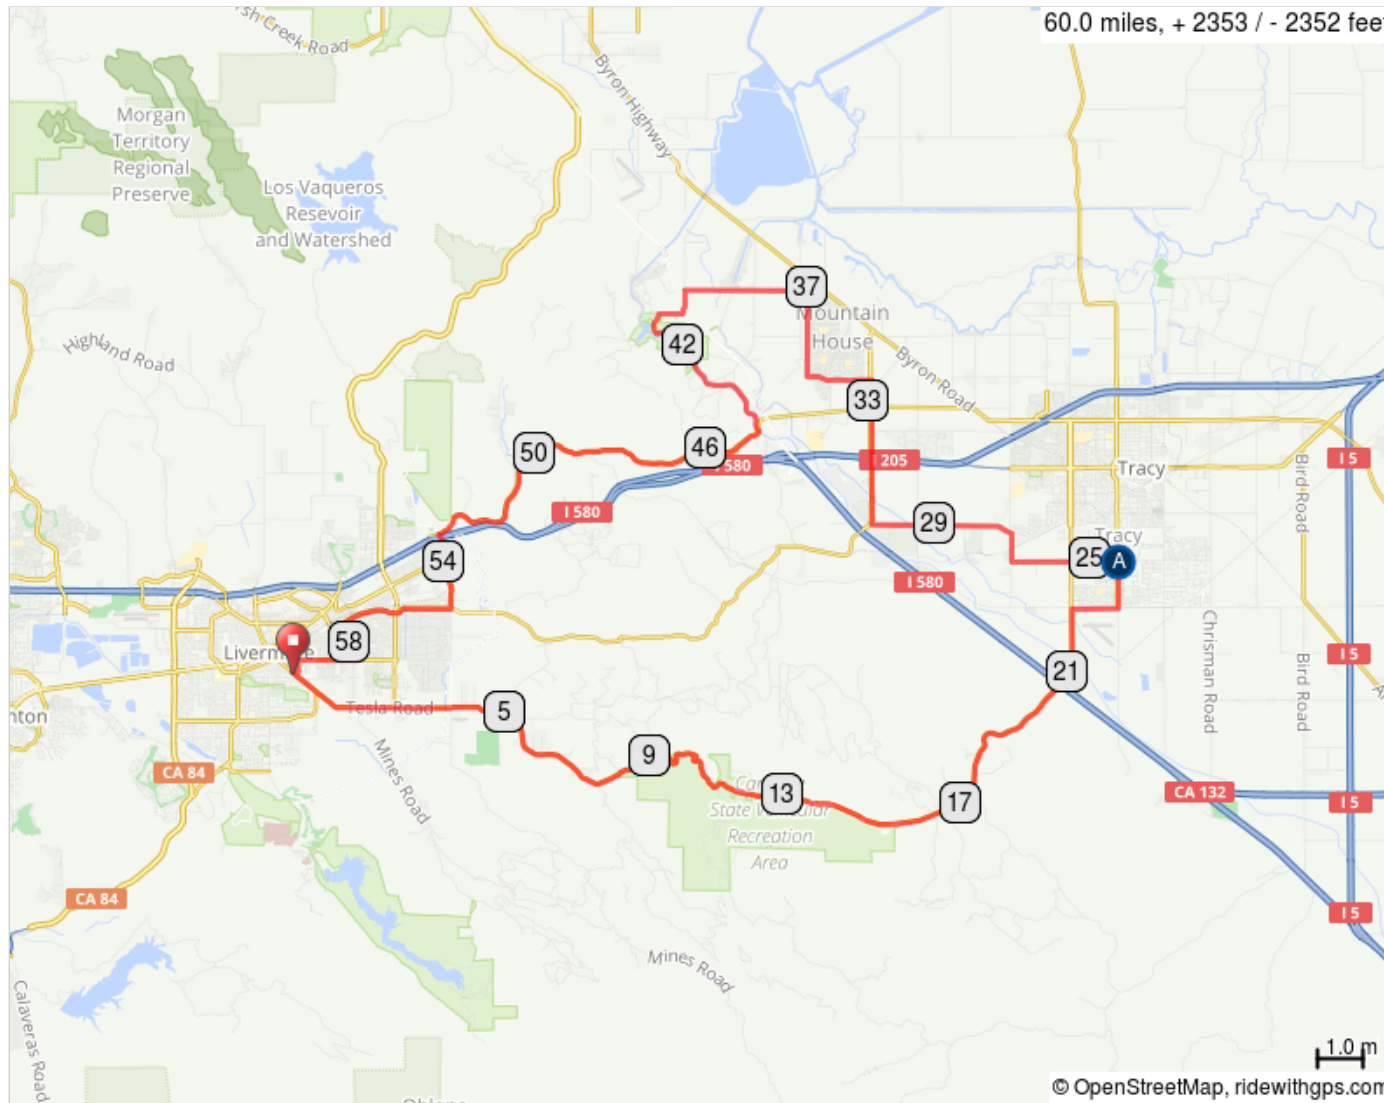 60.0 miles, + 2353 / - 2352 feet
Creek Road
Byron Highway
Morgan
Territory
Regional
Preserve
Los Vaqueros
Resevoir
and Watershed
37
Mountain
House
Highland Road
42
Byron Road
33
50
46
I 580
I 205
Tracy
I 5
Bird Road
I 580
29
Tracy
54
25
A
I 580
Livermore
58
Chrisman Road
21
I 5
Bird Road
Tesla Road
5
Mines Road
9
CA 84
13
State Vehicular
Recreation
Area
17
CA 132
I 5
CA 84
I 5
Mines Road
Calaveras Road
1.0 m
© OpenStreetMap, ridewithgps.com